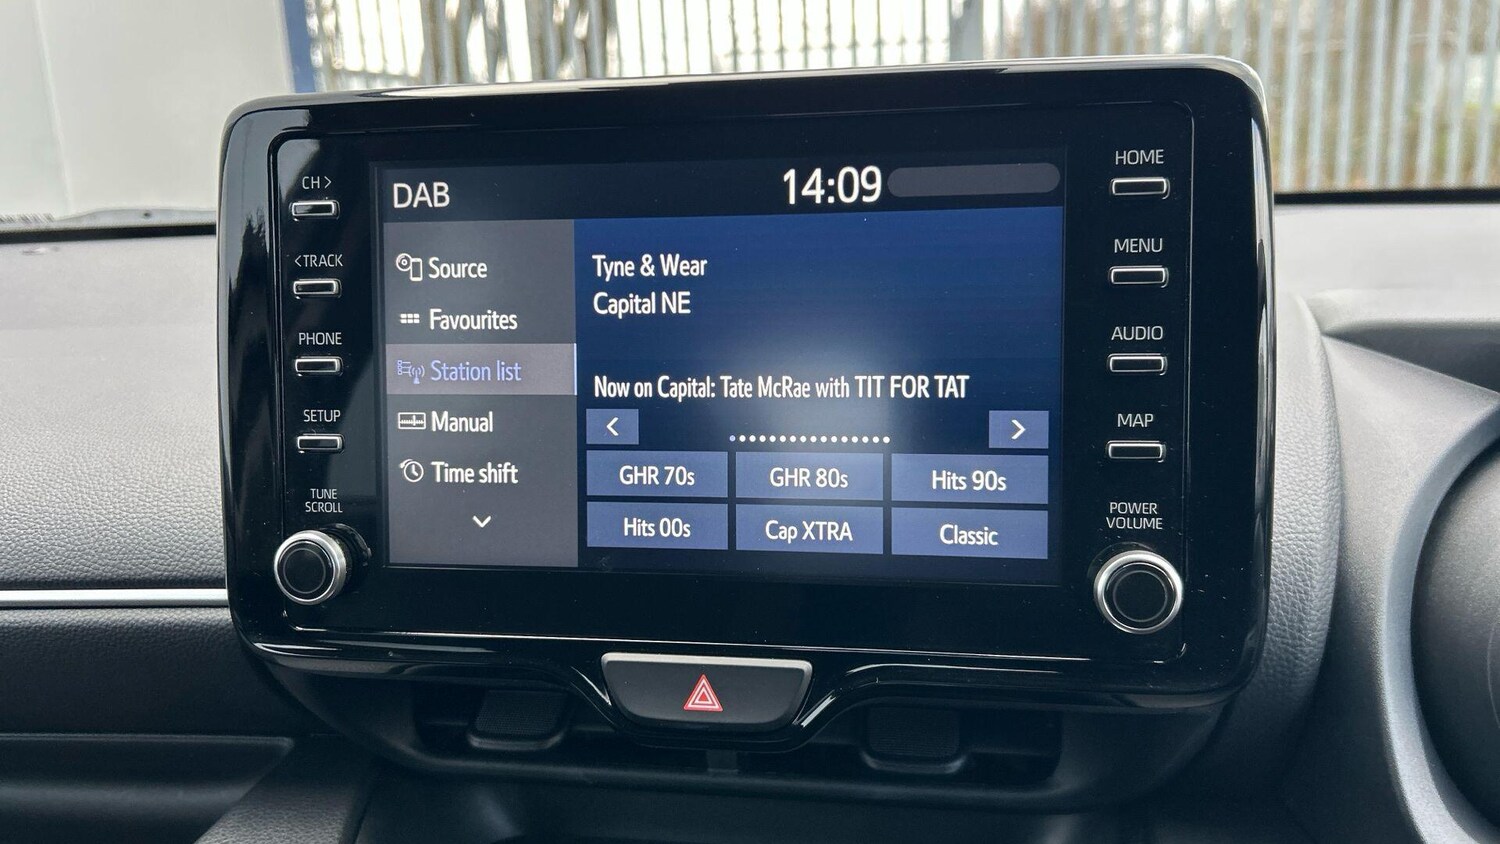 DAB
14:09
CH >
< TRACK
PHONE
SETUP
TUNE
SCROLL
Source
Favourites
Station list
Manual
Time shift
Tyne & Wear
Capital NE
Now on Capital: Tate McRae with TIT FOR TAT
<
>
GHR 70s
GHR 80s
Hits 90s
Hits 00s
Cap XTRA
Classic
HOME
MENU
AUDIO
MAP
POWER
VOLUME